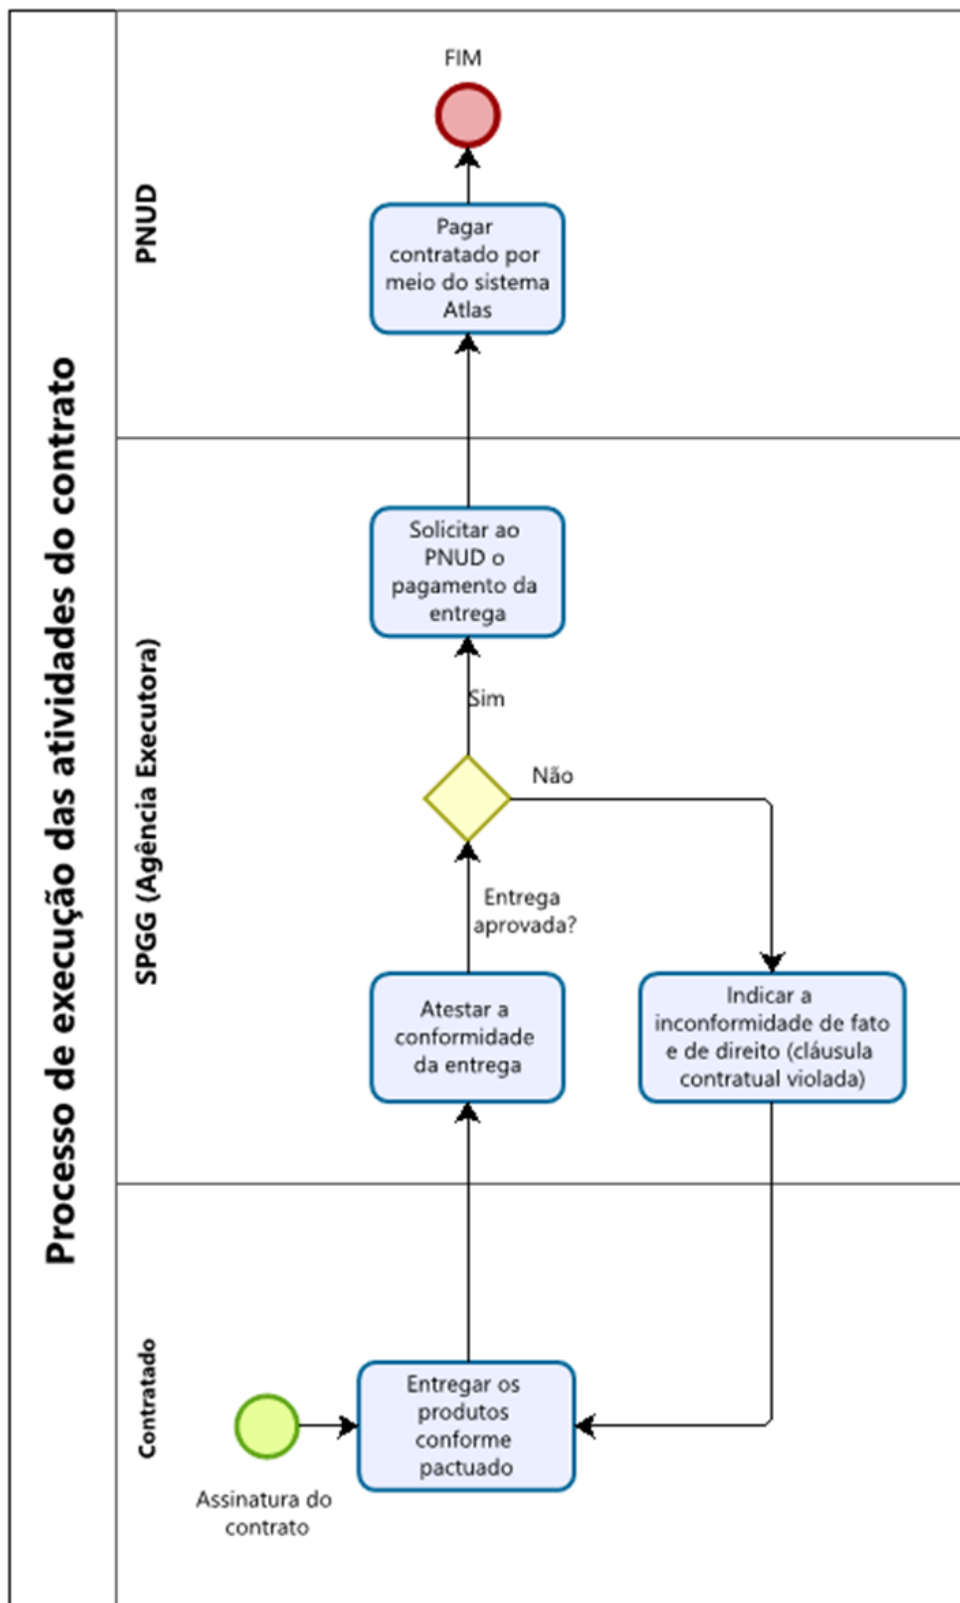 Processo de execução das atividades do contrato
PNUD
FIM
Pagar
contratado por
meio do sistema
Atlas
SPGG (Agência Executora)
Solicitar ao
PNUD o
pagamento da
entrega
Sim
Não
Entrega
aprovada?
Atestar a
conformidade
da entrega
Indicar a
inconformidade de fato
e de direito (cláusula
contratual violada)
Contratado
Entregar os
produtos
conforme
pactuado
Assinatura do
contrato